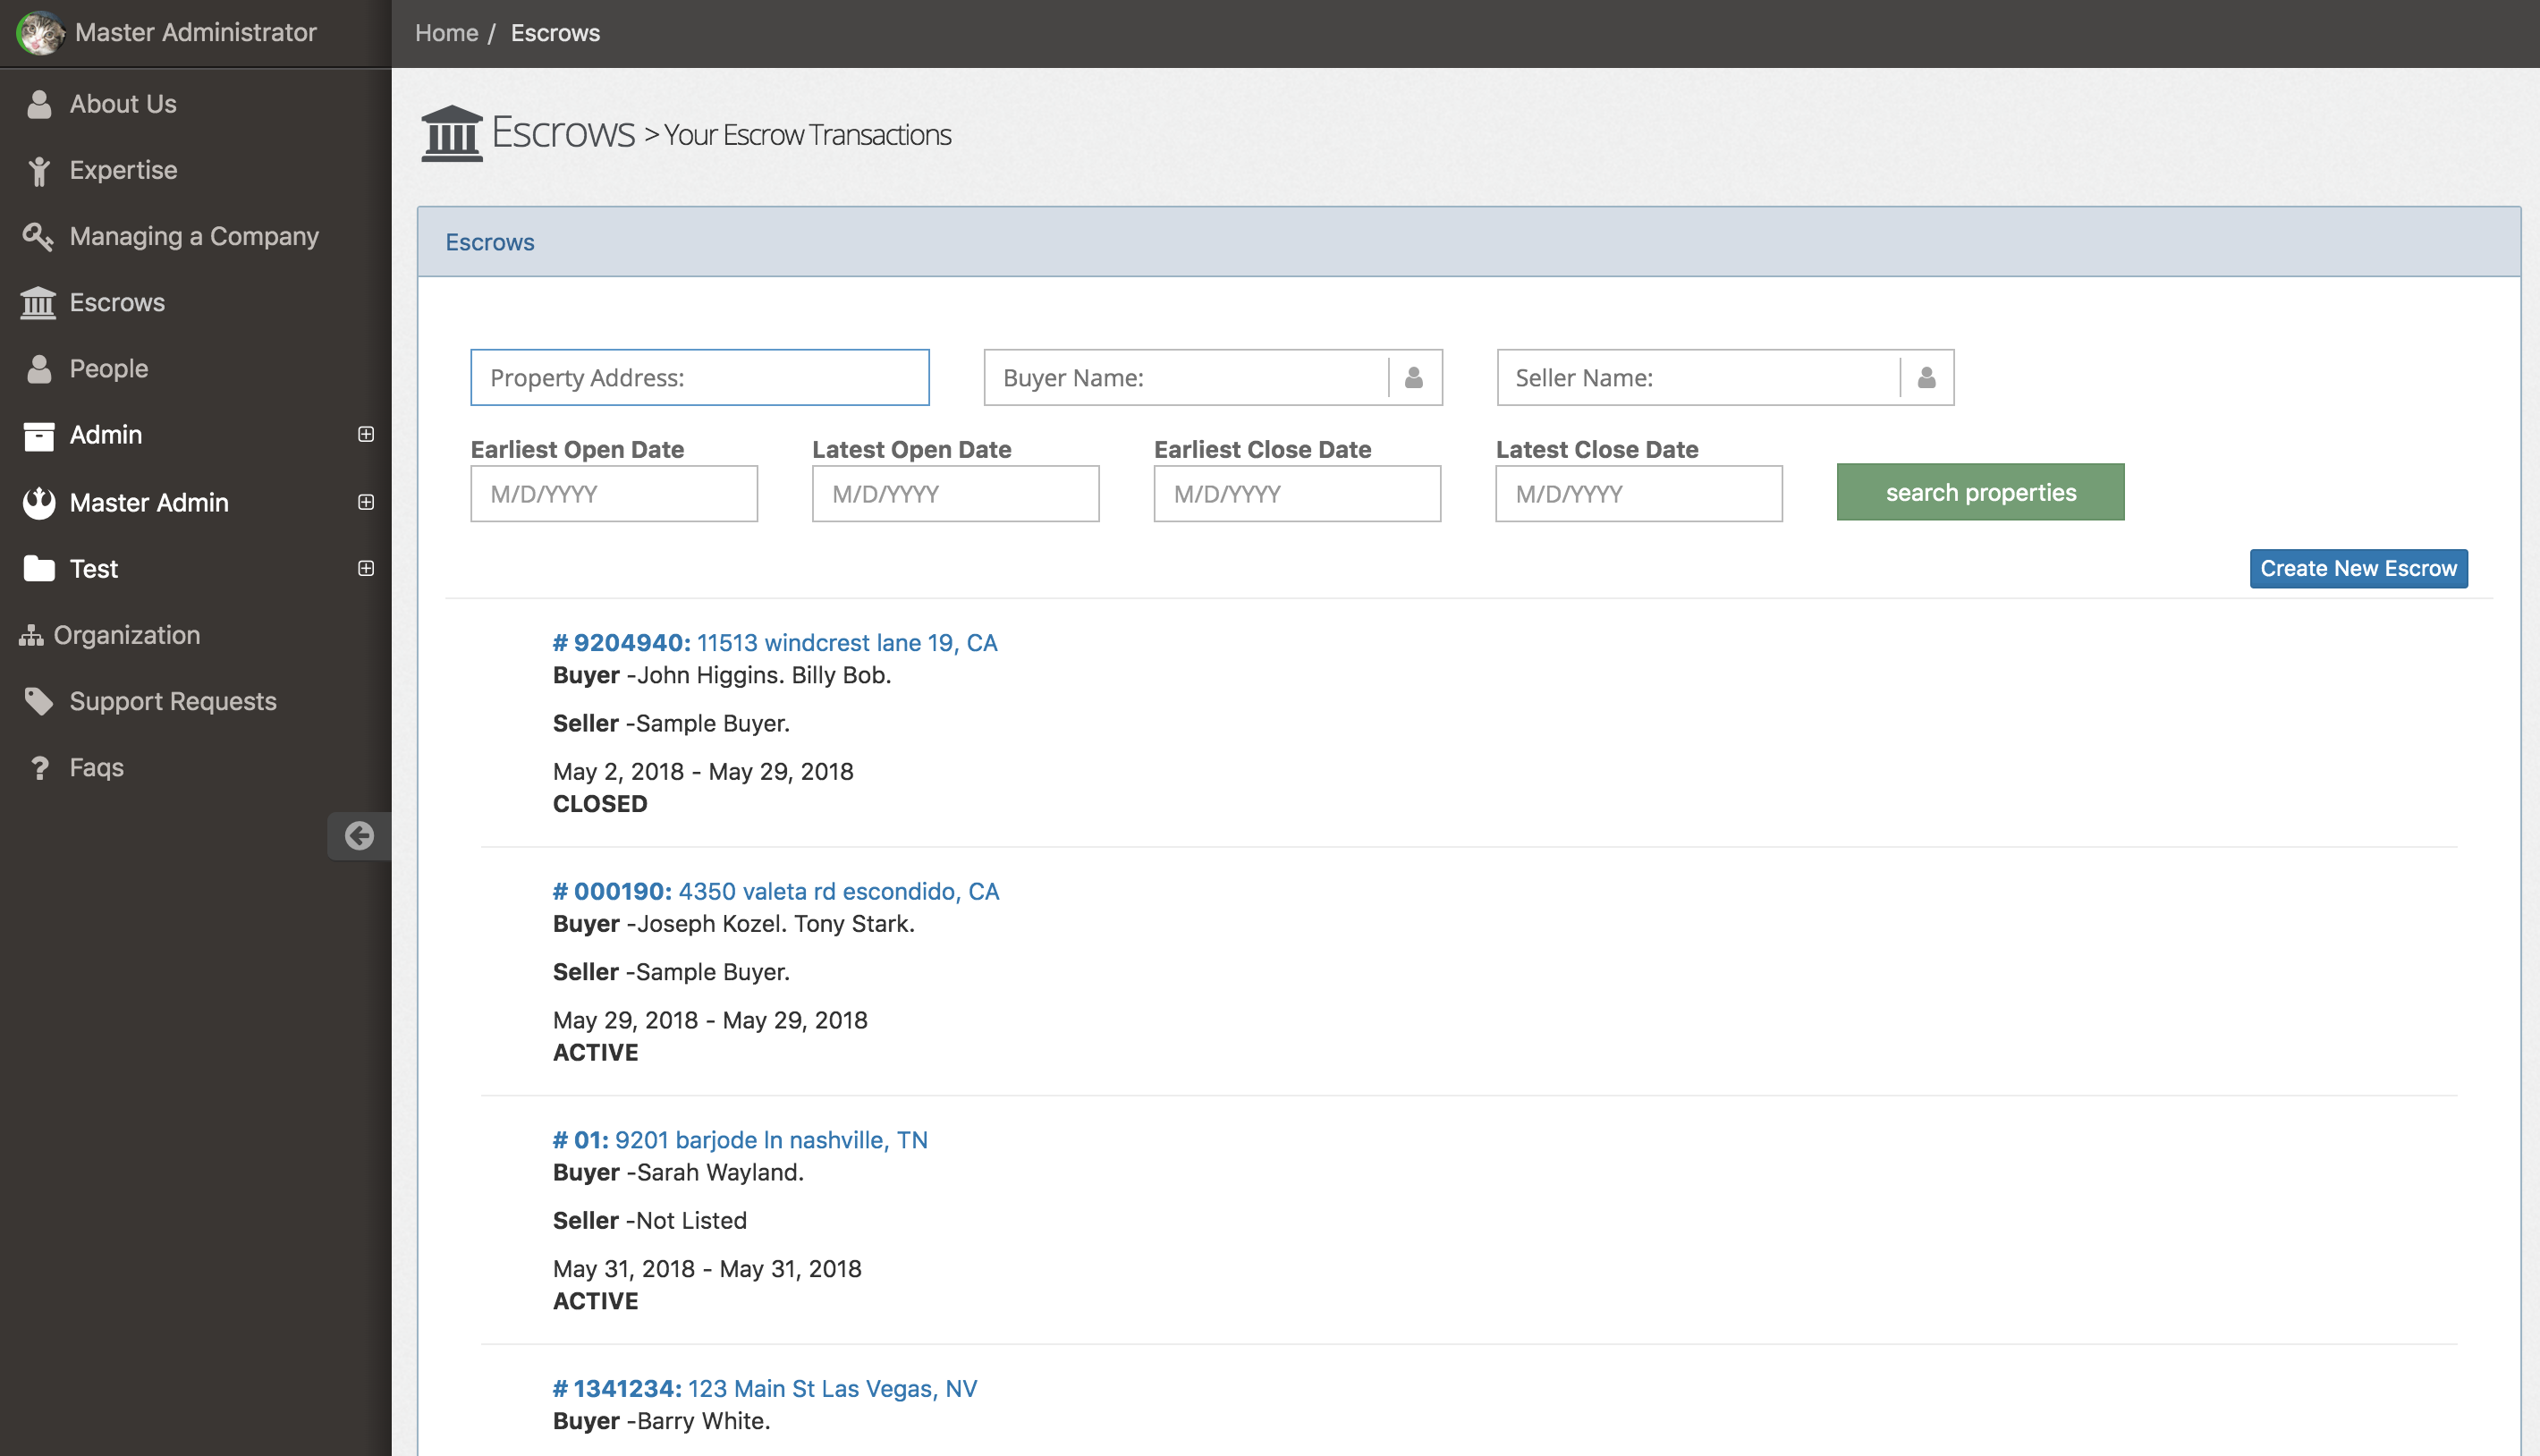 Master Administrator
Home / Escrows
About Us
Expertise
Managing a Company
Escrows
People
Admin
Master Admin
Test
Organization
Support Requests
Faqs
Escrows > Your Escrow Transactions
Escrows
Property Address:
Buyer Name:
Seller Name:
Earliest Open Date
Latest Open Date
Earliest Close Date
Latest Close Date
M/D/YYYY
M/D/YYYY
M/D/YYYY
M/D/YYYY
search properties
Create New Escrow
# 9204940: 11513 windcrest lane 19, CA
Buyer -John Higgins. Billy Bob.
Seller -Sample Buyer.
May 2, 2018 - May 29, 2018
CLOSED
# 000190: 4350 valeta rd escondido, CA
Buyer -Joseph Kozel. Tony Stark.
Seller -Sample Buyer.
May 29, 2018 - May 29, 2018
ACTIVE
# 01: 9201 barjode ln nashville, TN
Buyer -Sarah Wayland.
Seller -Not Listed
May 31, 2018 - May 31, 2018
ACTIVE
# 1341234: 123 Main St Las Vegas, NV
Buyer -Barry White.